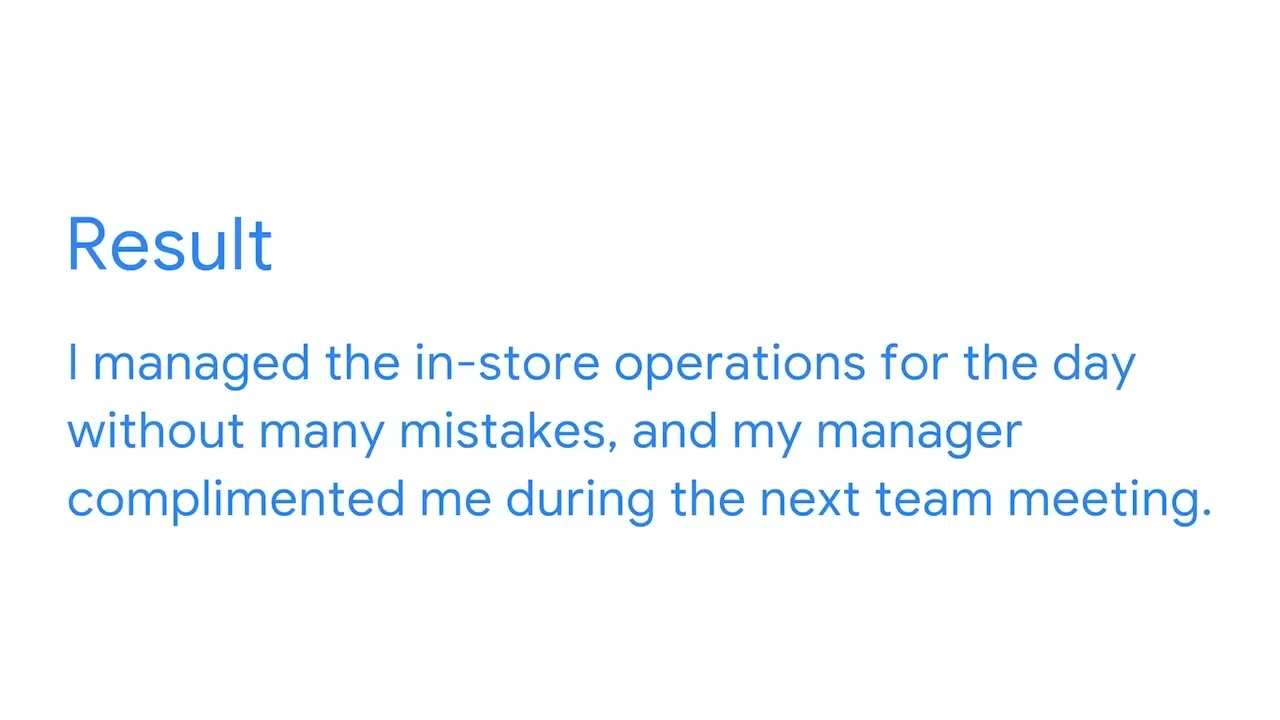 Result
I managed the in-store operations for the day
without many mistakes, and my manager
complimented me during the next team meeting.